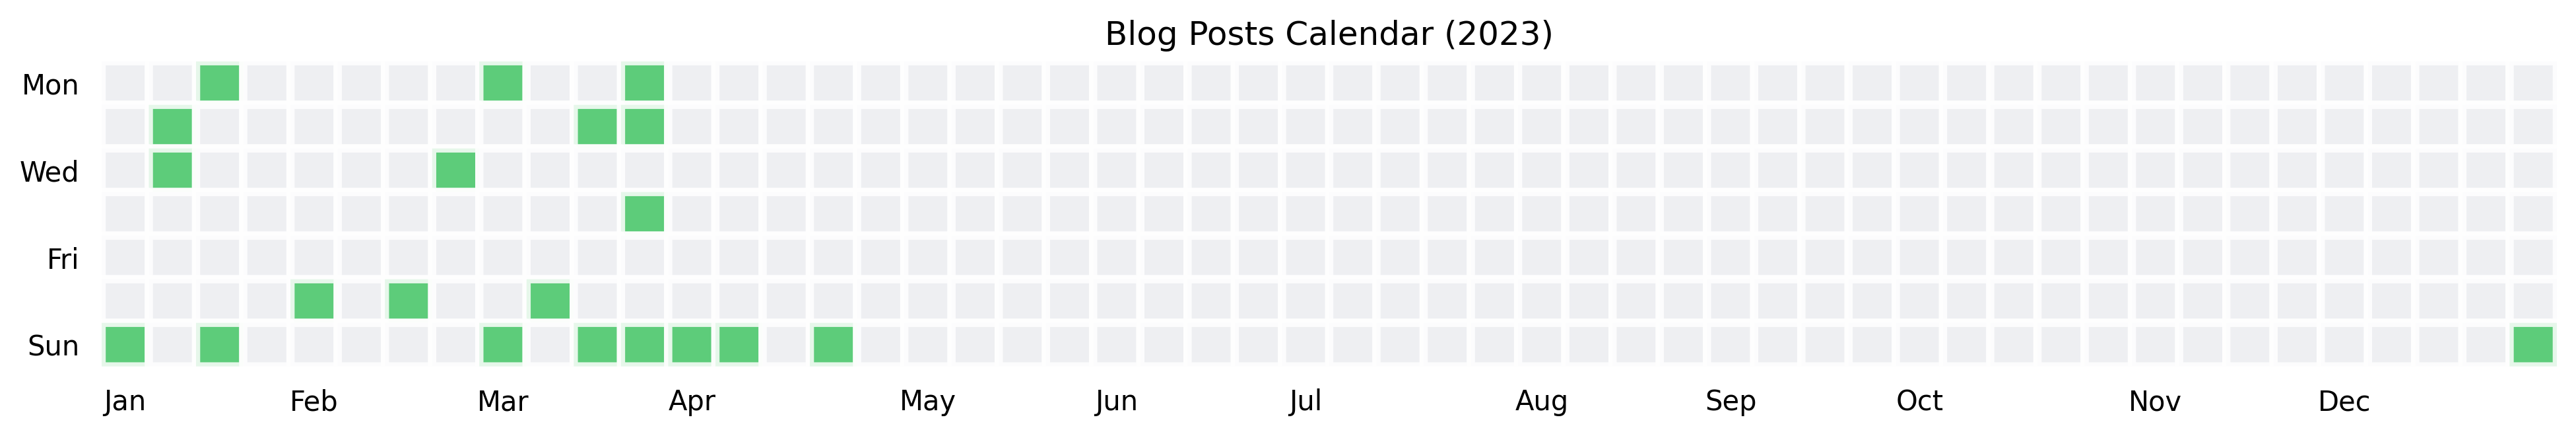 Blog Posts Calendar (2023)
Mon
Wed
Fri
Sun
Jan Feb Mar Apr May Jun Jul Aug Sep Oct Nov Dec